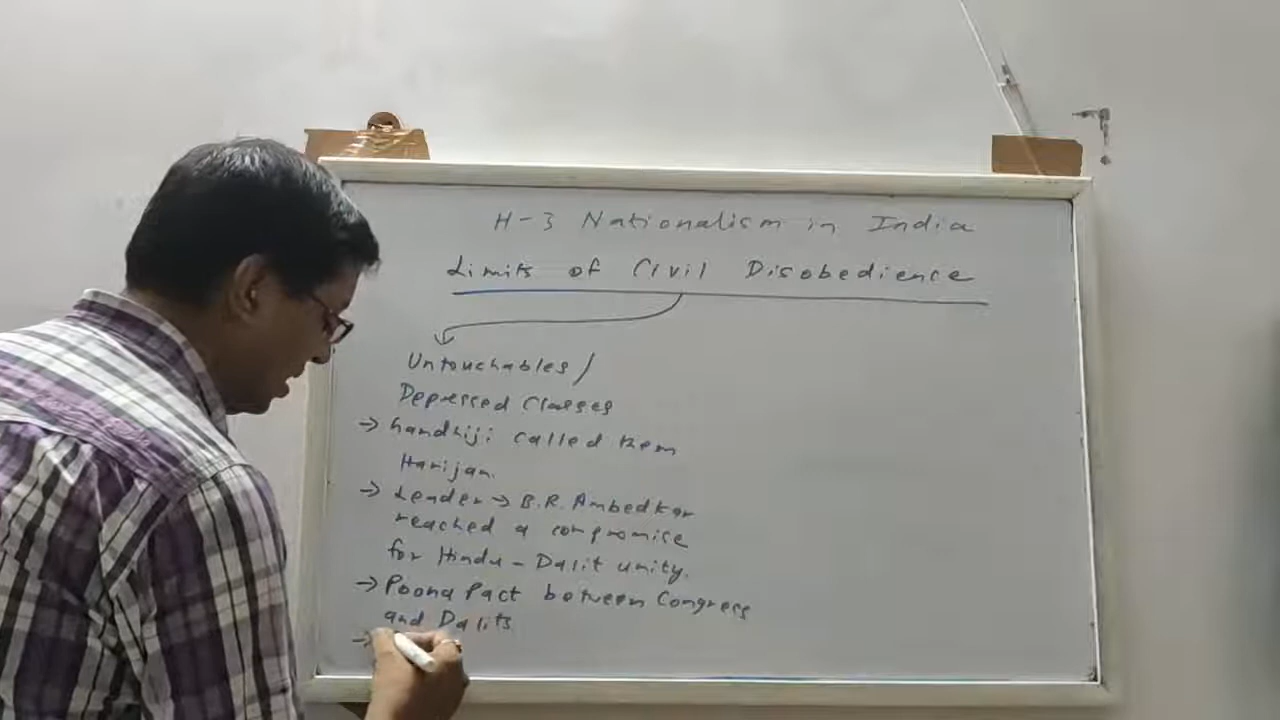 H-3 Nationalism in India
Limits of Civil Disobedience
Untouchables/
Depressed Classes
→ Gandhiji: called them
Harijan.
→ Leader → B.R. Ambedkar
reached a compromise
for Hindu - Dalit unity.
→ Poona Pact between Congress
and Dalits
→